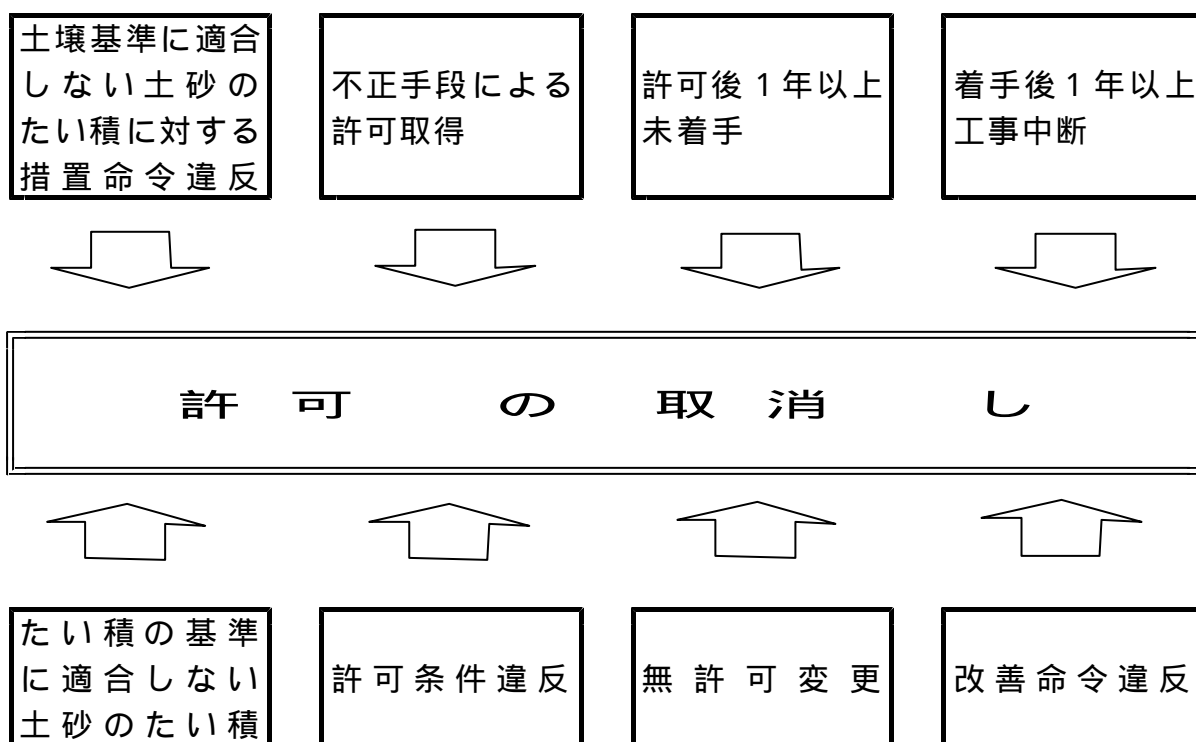 土壌基準に適合
しない土砂の
たい積に対する
措置命令違反
不正手段による
許可取得
許可後1年以上
未着手
着手後1年以上
工事中断
許可の取消し
たい積の基準
に適合しない
土砂のたい積
許可条件違反
無許可変更
改善命令違反